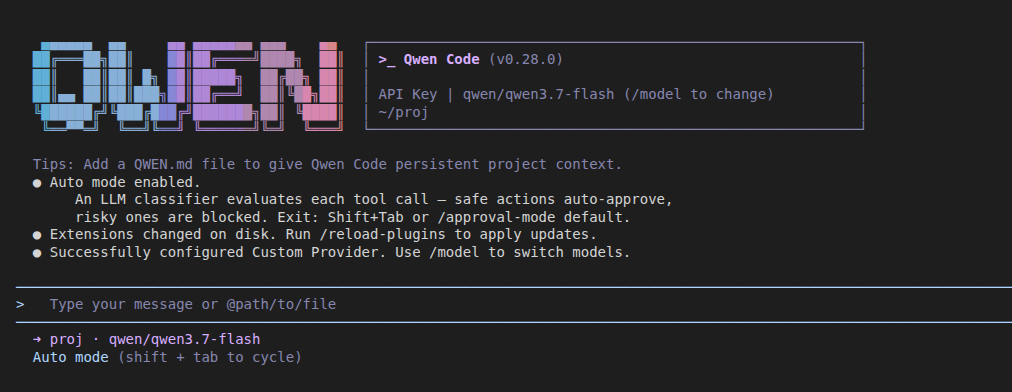 QWEN
>_ Qwen Code (v0.28.0)
API Key | qwen/qwen3.7-flash (/model to change)
~/proj
Tips: Add a QWEN.md file to give Qwen Code persistent project context.
● Auto mode enabled.
An LLM classifier evaluates each tool call — safe actions auto-approve,
risky ones are blocked. Exit: Shift+Tab or /approval-mode default.
● Extensions changed on disk. Run /reload-plugins to apply updates.
● Successfully configured Custom Provider. Use /model to switch models.
> Type your message or @path/to/file
➜ proj · qwen/qwen3.7-flash
Auto mode (shift + tab to cycle)